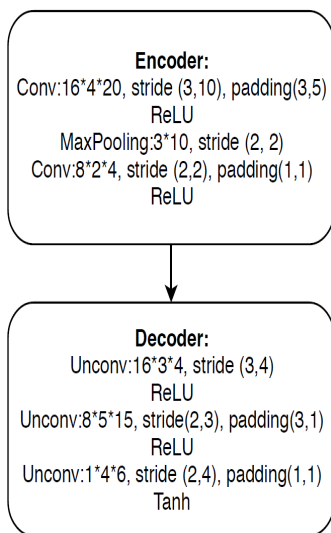 Encoder:
Conv:16*4*20, stride (3,10), padding(3,5)
ReLU
MaxPooling:3*10, stride (2, 2)
Conv:8*2*4, stride (2,2), padding(1,1)
ReLU
Decoder:
Unconv:16*3*4, stride (3,4)
ReLU
Unconv:8*5*15, stride(2,3), padding(3,1)
ReLU
Unconv:1*4*6, stride (2,4), padding(1,1)
Tanh